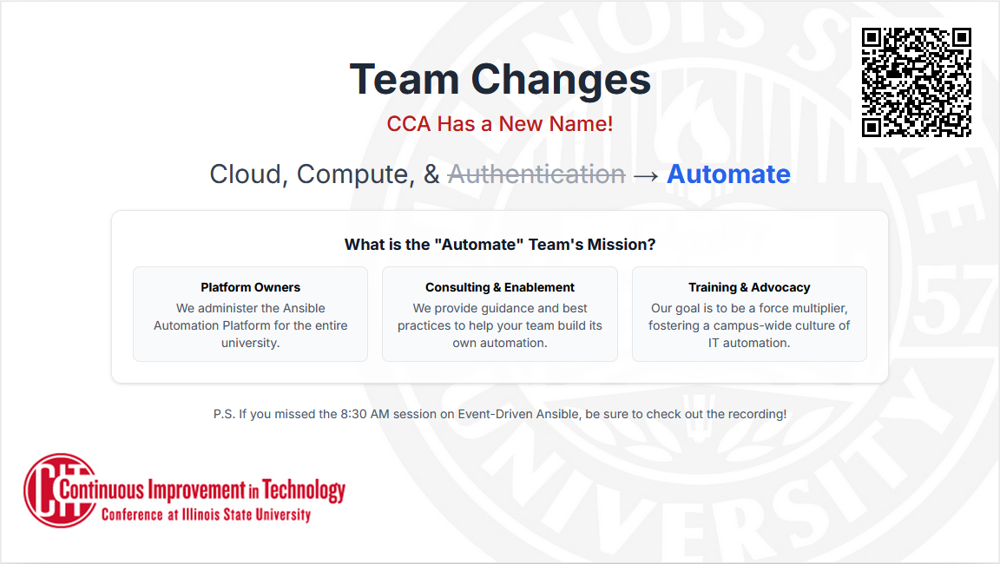 Team Changes
CCA Has a New Name!
Cloud, Compute, & Authentication → Automate
What is the "Automate" Team's Mission?
Platform Owners
We administer the Ansible
Automation Platform for the entire
university.
Consulting & Enablement
We provide guidance and best
practices to help your team build its
own automation.
Training & Advocacy
Our goal is to be a force multiplier,
fostering a campus-wide culture of
IT automation.
P.S. If you missed the 8:30 AM session on Event-Driven Ansible, be sure to check out the recording!
CIT
Continuous Improvement in Technology
Conference at Illinois State University
ILLINOIS STATE
57
UNIVERSITY